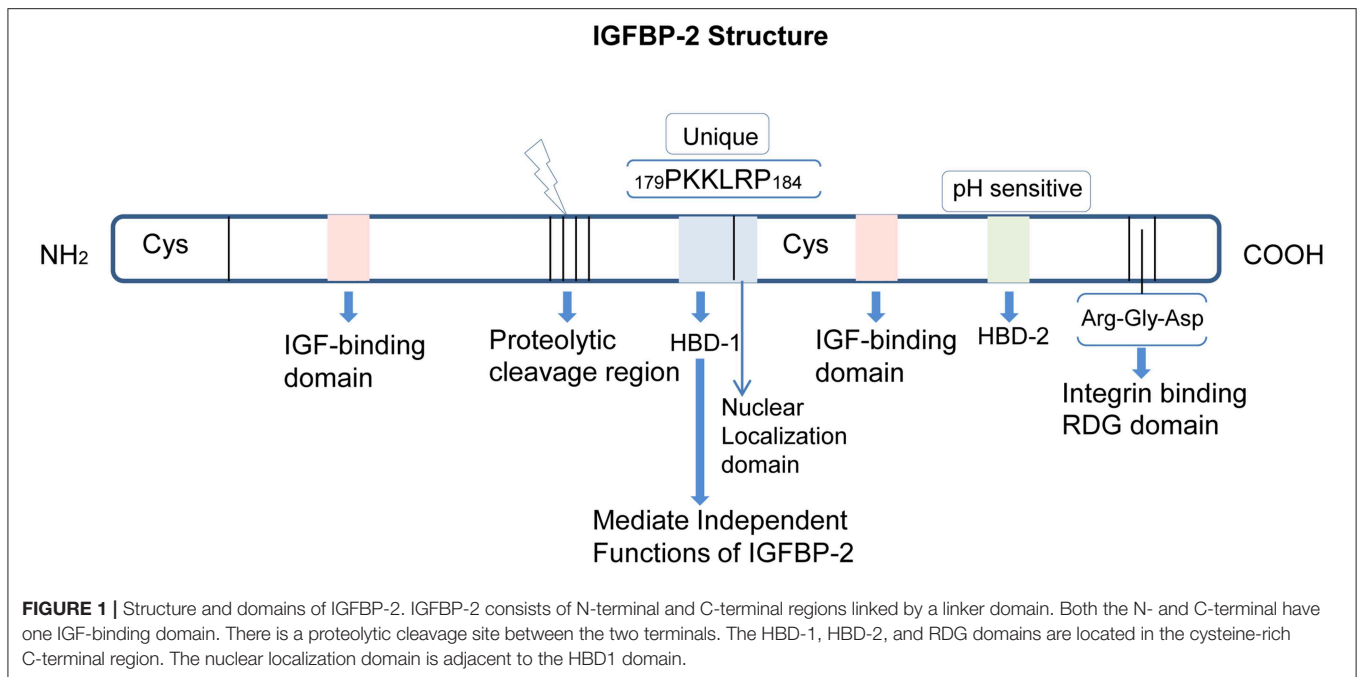 IGFBP-2 Structure
Unique
179PKKLRP184
pH sensitive
NH2
Cys
Cys
COOH
IGF-binding
domain
Proteolytic
cleavage region
HBD-1
IGF-binding
domain
HBD-2
Arg-Gly-Asp
Nuclear
Localization
domain
Integrin binding
RDG domain
Mediate Independent
Functions of IGFBP-2
FIGURE 1 | Structure and domains of IGFBP-2. IGFBP-2 consists of N-terminal and C-terminal regions linked by a linker domain. Both the N- and C-terminal have
one IGF-binding domain. There is a proteolytic cleavage site between the two terminals. The HBD-1, HBD-2, and RDG domains are located in the cysteine-rich
C-terminal region. The nuclear localization domain is adjacent to the HBD1 domain.